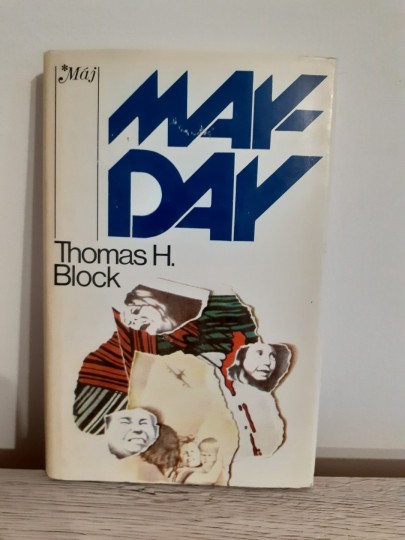 *Máj
MAY-
DAY
Thomas H.
Block